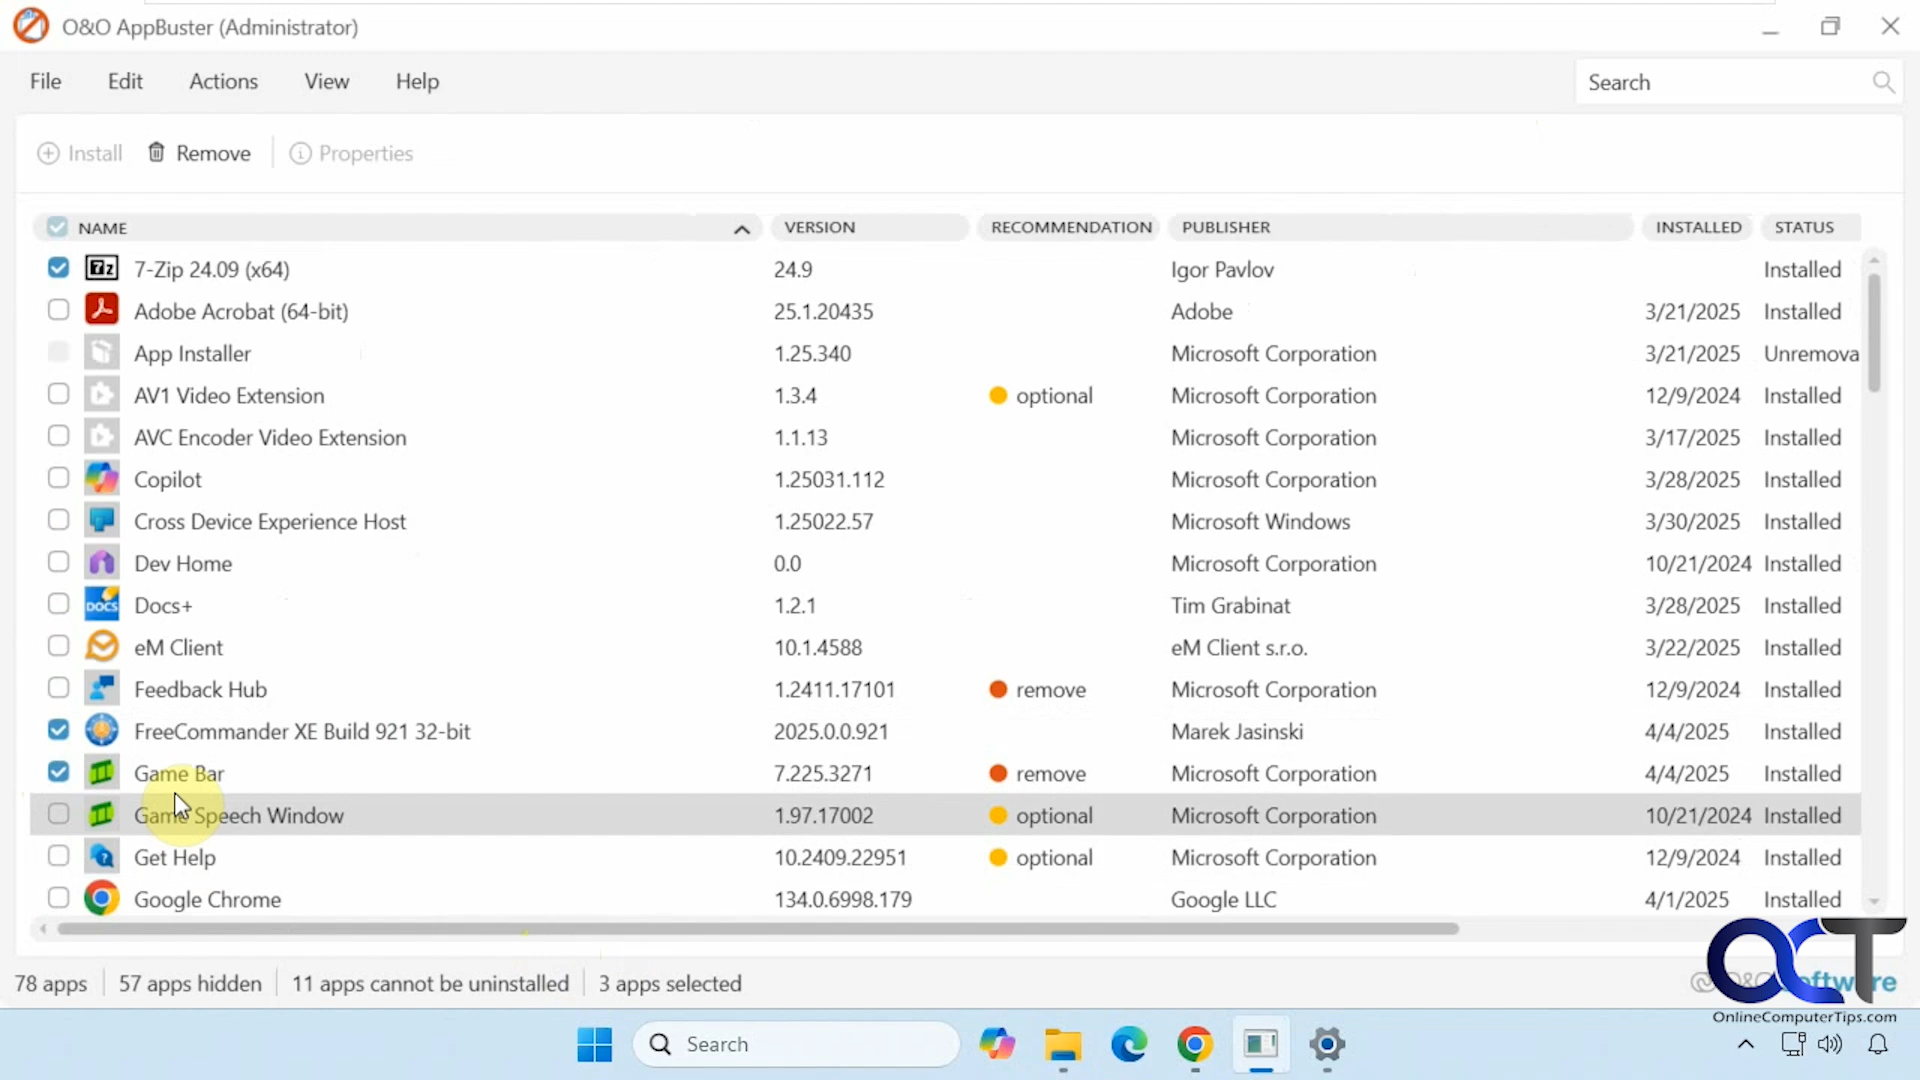 O&O AppBuster (Administrator)
File Edit Actions View Help Search
Install Remove Properties
NAME VERSION RECOMMENDATION PUBLISHER INSTALLED STATUS
7z 7-Zip 24.09 (x64) 24.9 Igor Pavlov Installed
Adobe Acrobat (64-bit) 25.1.20435 Adobe 3/21/2025 Installed
App Installer 1.25.340 Microsoft Corporation 3/21/2025 Unremova
AV1 Video Extension 1.3.4 optional Microsoft Corporation 12/9/2024 Installed
AVC Encoder Video Extension 1.1.13 Microsoft Corporation 3/17/2025 Installed
Copilot 1.25031.112 Microsoft Corporation 3/28/2025 Installed
Cross Device Experience Host 1.25022.57 Microsoft Windows 3/30/2025 Installed
Dev Home 0.0 Microsoft Corporation 10/21/2024 Installed
DOCS Docs+ 1.2.1 Tim Grabinat 3/28/2025 Installed
eM Client 10.1.4588 eM Client s.r.o. 3/22/2025 Installed
Feedback Hub 1.2411.17101 remove Microsoft Corporation 12/9/2024 Installed
FreeCommander XE Build 921 32-bit 2025.0.0.921 Marek Jasinski 4/4/2025 Installed
Game Bar 7.225.3271 remove Microsoft Corporation 4/4/2025 Installed
Game Speech Window 1.97.17002 optional Microsoft Corporation 10/21/2024 Installed
Get Help 10.2409.22951 optional Microsoft Corporation 12/9/2024 Installed
Google Chrome 134.0.6998.179 Google LLC 4/1/2025 Installed
78 apps 57 apps hidden 11 apps cannot be uninstalled 3 apps selected
OCT
OnlineComputerTips.com
Search